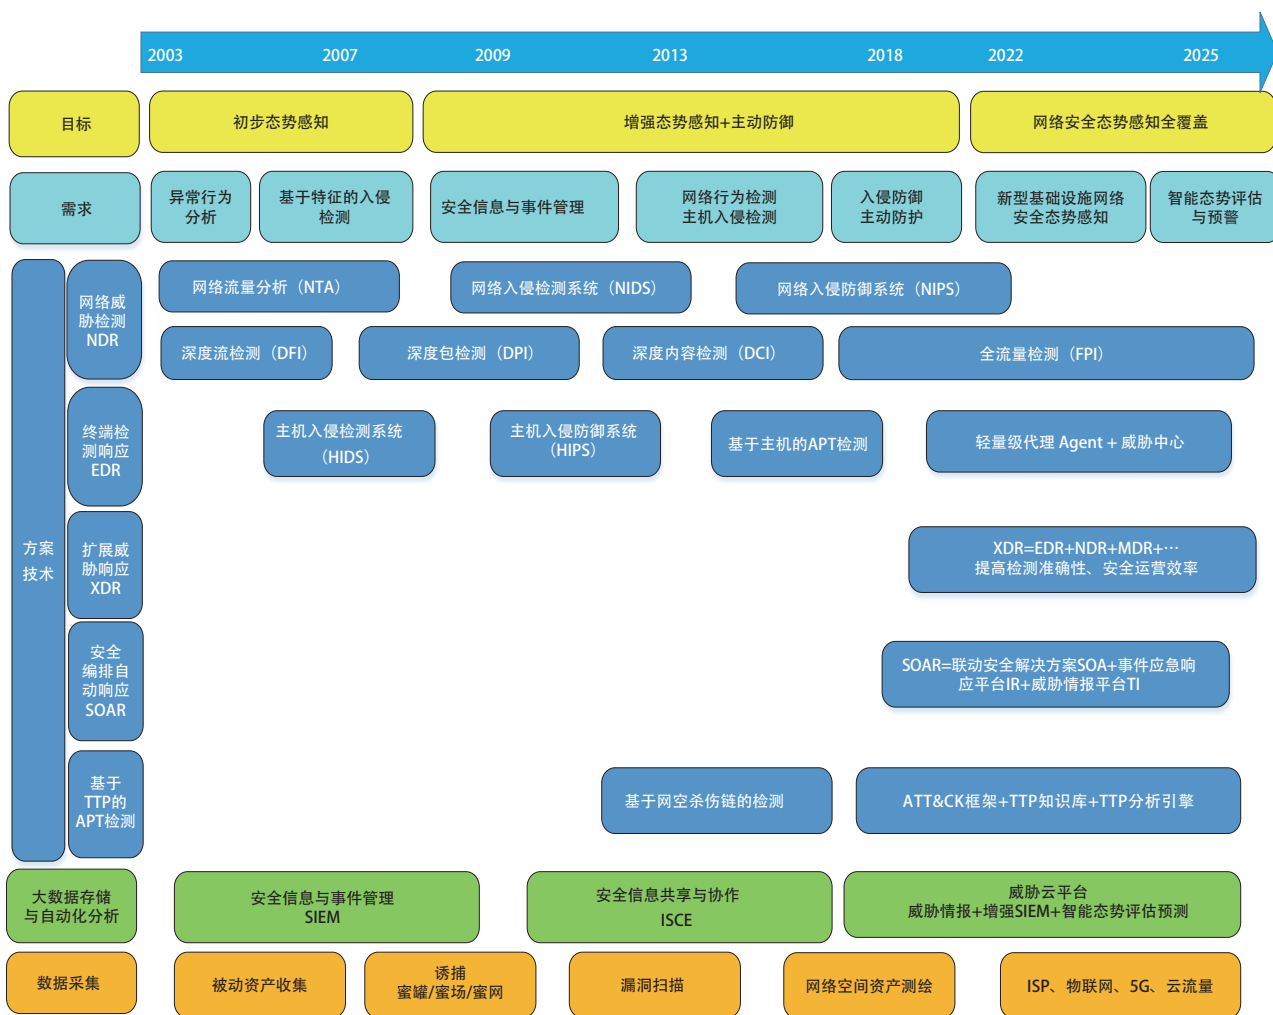 2003 2007 2009 2013 2018 2022 2025
目标
初步态势感知
增强态势感知+主动防御
网络安全态势感知全覆盖
需求
异常行为
分析
基于特征的入侵
检测
安全信息与事件管理
网络行为检测
主机入侵检测
入侵防御
主动防护
新型基础设施网络
安全态势感知
智能态势评估
与预警
方案
技术
网络威
胁检测
NDR
网络流量分析（NTA）
网络入侵检测系统（NIDS）
网络入侵防御系统（NIPS）
深度流检测（DFI）
深度包检测（DPI）
深度内容检测（DCI）
全流量检测（FPI）
终端检
测响应
EDR
主机入侵检测系统
（HIDS）
主机入侵防御系统
（HIPS）
基于主机的APT检测
轻量级代理 Agent + 威胁中心
扩展威
胁响应
XDR
XDR=EDR+NDR+MDR+…
提高检测准确性、安全运营效率
安全
编排自
动响应
SOAR
SOAR=联动安全解决方案SOA+事件应急响
应平台IR+威胁情报平台TI
基于
TTP的
APT检测
基于网空杀伤链的检测
ATT&CK框架+TTP知识库+TTP分析引擎
大数据存储
与自动化分析
安全信息与事件管理
SIEM
安全信息共享与协作
ISCE
威胁云平台
威胁情报+增强SIEM+智能态势评估预测
数据采集
被动资产收集
诱捕
蜜罐/蜜场/蜜网
漏洞扫描
网络空间资产测绘
ISP、物联网、5G、云流量